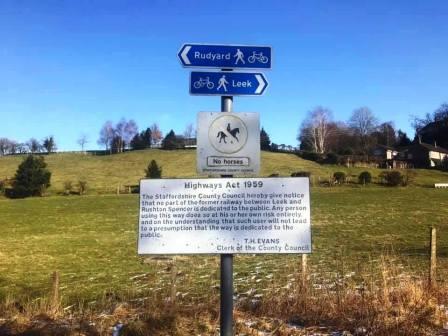 Rudyard
Leek
No horses
STAFFORDSHIRE COUNTY COUNCIL
Highways Act 1959
The Staffordshire County Council hereby give notice
that no part of the former railway between Leek and
Rushton Spencer is dedicated to the public. Any person
using this way does so at his or her own risk entirely,
and on the understanding that such user will not lead
to a presumption that the way is dedicated to the
public.
T.H. EVANS
Clerk of the County Council